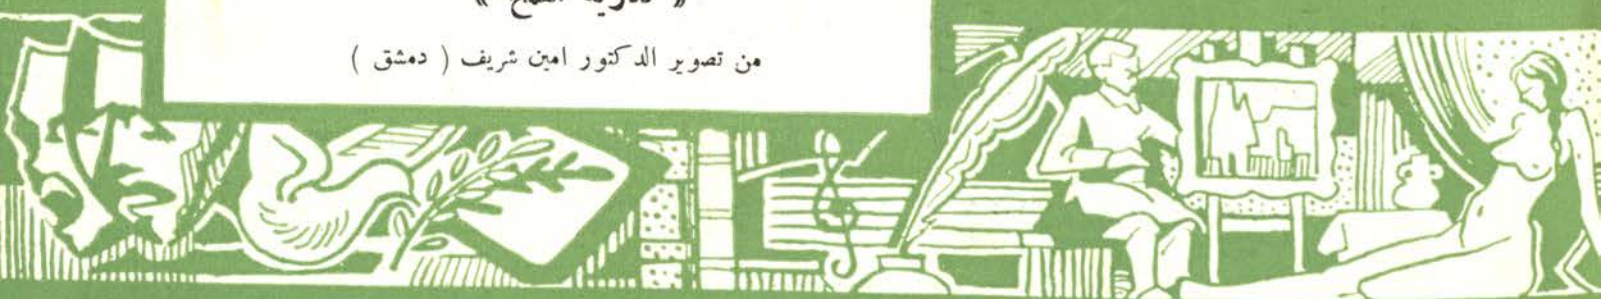 من تصوير الدكتور امين شريف ( دمشق )